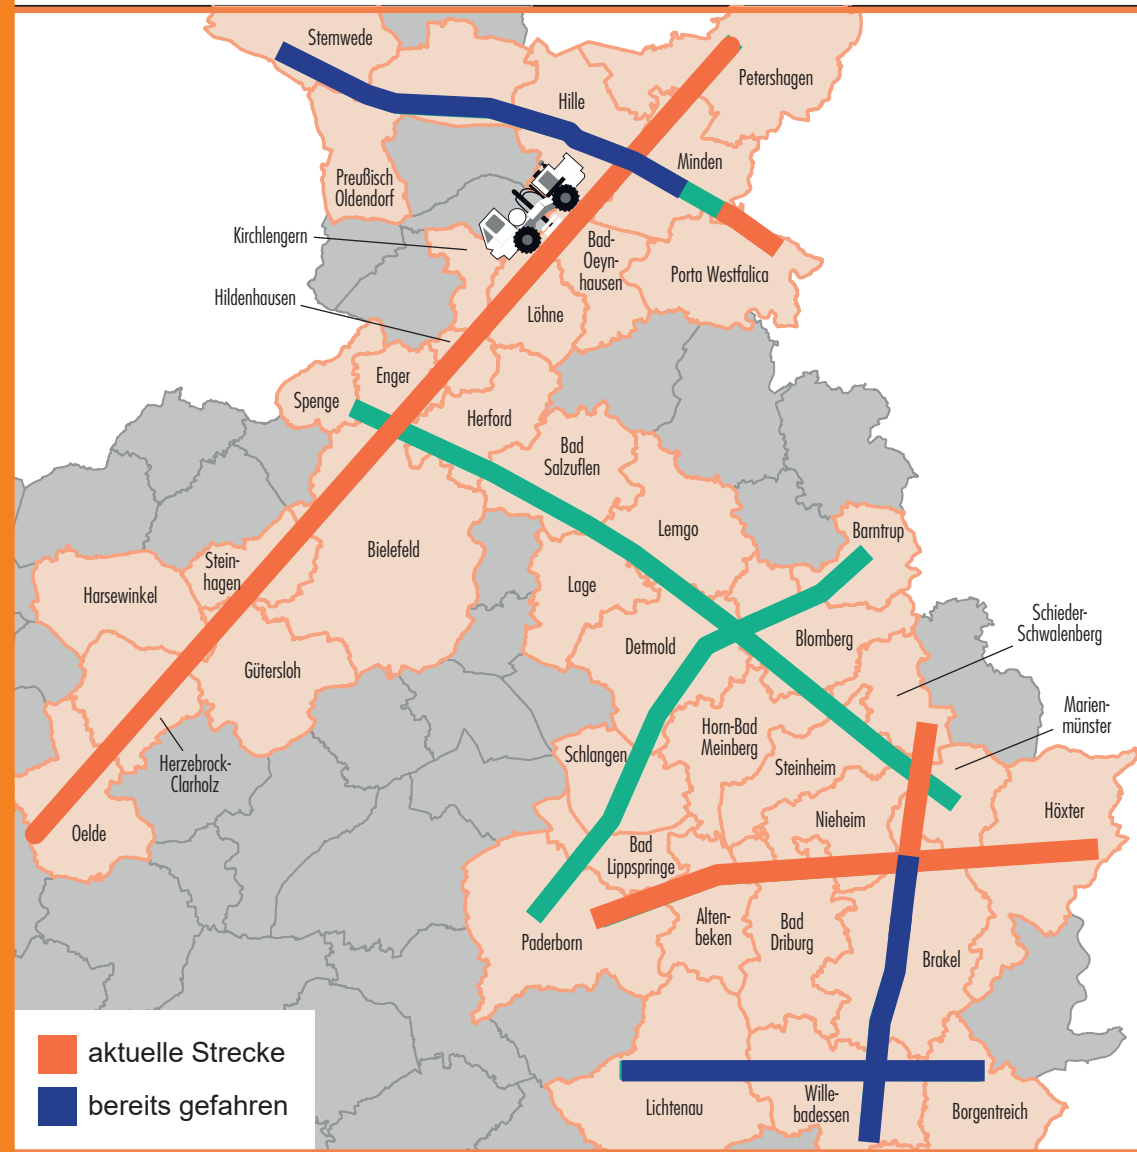 Stemwede
Petershagen
Hille
Minden
Preußisch
Oldendorf
Kirchlengern
Bad-
Oeyn-
hausen
Porta Westfalica
Hildenhausen
Löhne
Enger
Spenge
Herford
Bad
Salzuflen
Lemgo
Barntrup
Bielefeld
Stein-
hagen
Harsewinkel
Lage
Schieder-
Schwalenberg
Detmold
Blomberg
Gütersloh
Marien-
münster
Horn-Bad
Meinberg
Schlangen
Steinheim
Herzebrock-
Clarholz
Höxter
Nieheim
Oelde
Bad
Lippspringe
Alten-
beken
Bad
Driburg
Paderborn
Brakel
aktuelle Strecke
bereits gefahren
Lichtenau
Wille-
badessen
Borgentreich